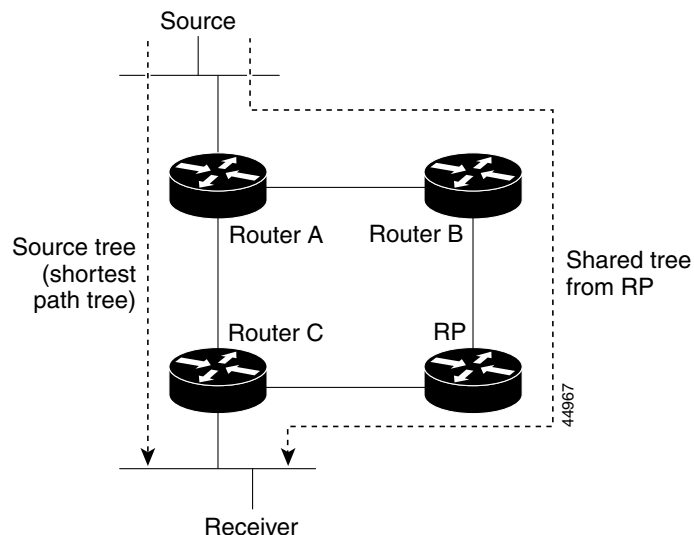 Source
Router A
Router B
Source tree
(shortest
path tree)
Shared tree
from RP
Router C
RP
44967
Receiver